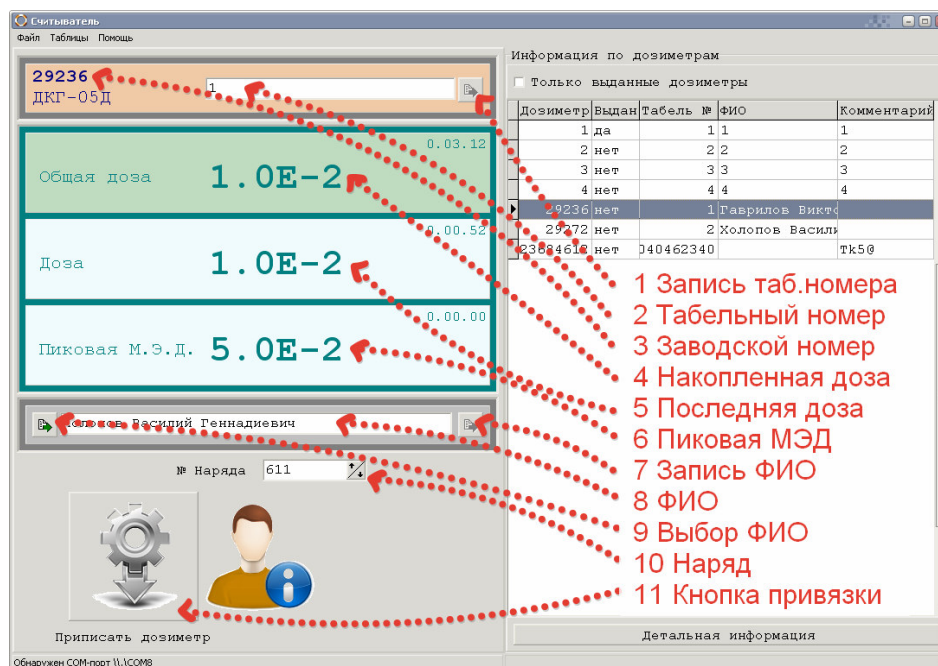 Считыватель
Файл Таблицы Помощь
29236
ДКГ-05Д
1
0.03.12
Общая доза 1.0E-2
0.00.52
Доза 1.0E-2
0.00.00
Пиковая М.Э.Д. 5.0E-2
Василий Геннадиевич
№ Наряда 611
Приписать дозиметр
Обнаружен COM-порт \\.\COM8
Информация по дозиметрам
Только выданные дозиметры
Дозиметр Выдан Табель № ФИО Комментарий
1 да 1 1 1
2 нет 2 2 2
3 нет 3 3 3
4 нет 4 4 4
29236 нет 1 Гаврилов Викто
29272 нет 2 Холопов Васили
нет 040462340 Tk5@
1 Запись таб.номера
2 Табельный номер
3 Заводской номер
4 Накопленная доза
5 Последняя доза
6 Пиковая МЭД
7 Запись ФИО
8 ФИО
9 Выбор ФИО
10 Наряд
11 Кнопка привязки
Детальная информация